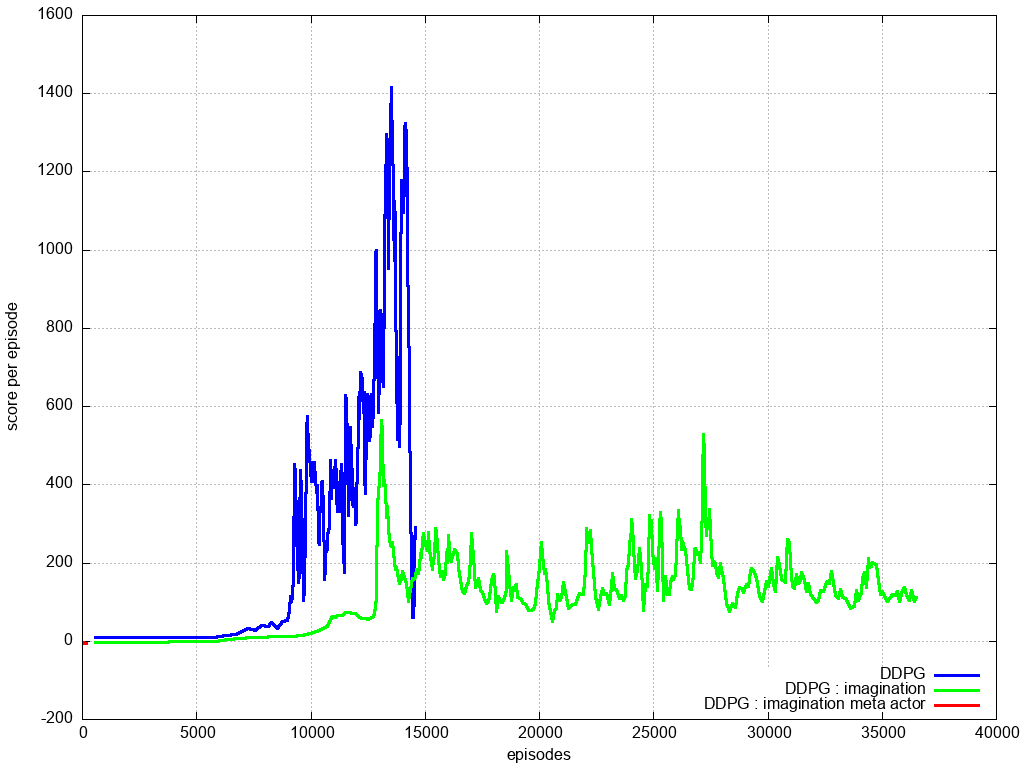 1600
1400
1200
1000
800
600
400
200
0
-200
score per episode
0 5000 10000 15000 20000 25000 30000 35000 40000
episodes
DDPG
DDPG : imagination
DDPG : imagination meta actor